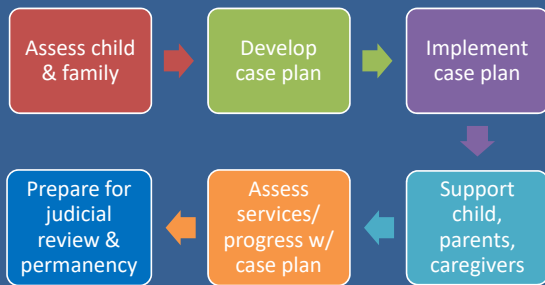 Assess child
& family
Develop
case plan
Implement
case plan
Support
child,
parents,
caregivers
Assess
services/
progress w/
case plan
Prepare for
judicial
review &
permanency